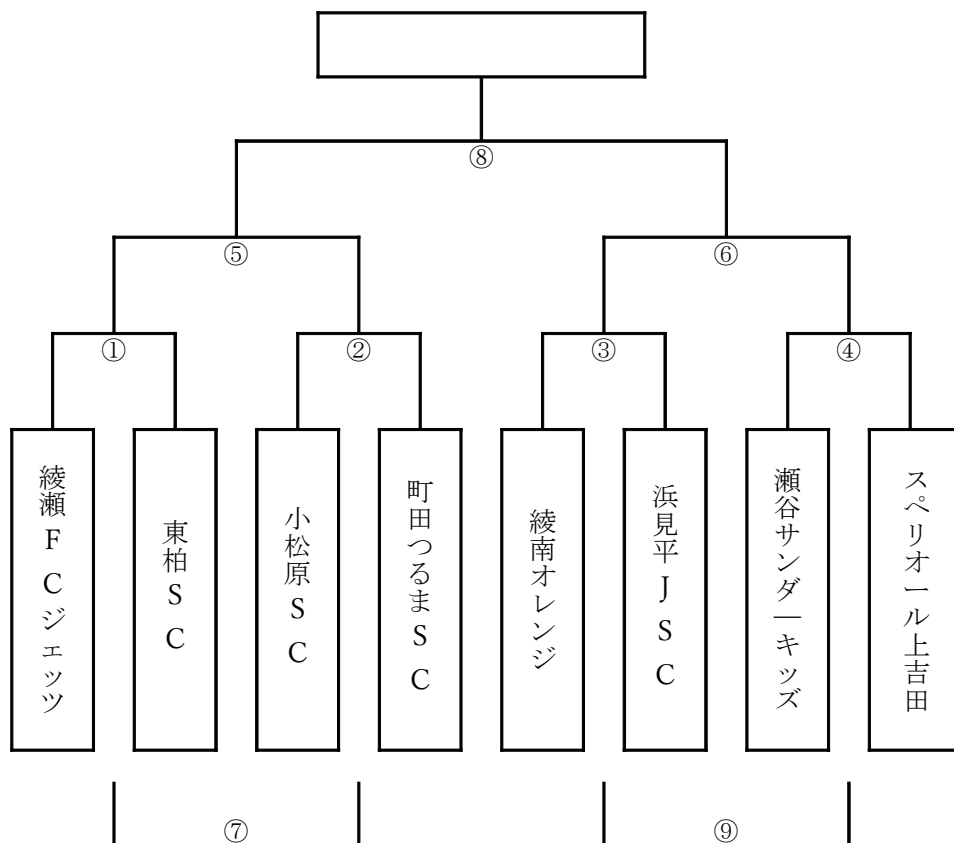 ⑧
⑤
⑥
①
②
③
④
綾瀬FCジェッツ
東柏SC
小松原SC
町田つるまSC
綾南オレンジ
浜見平JSC
瀬谷サンダーキッズ
スペリオール上吉田
⑦
⑨